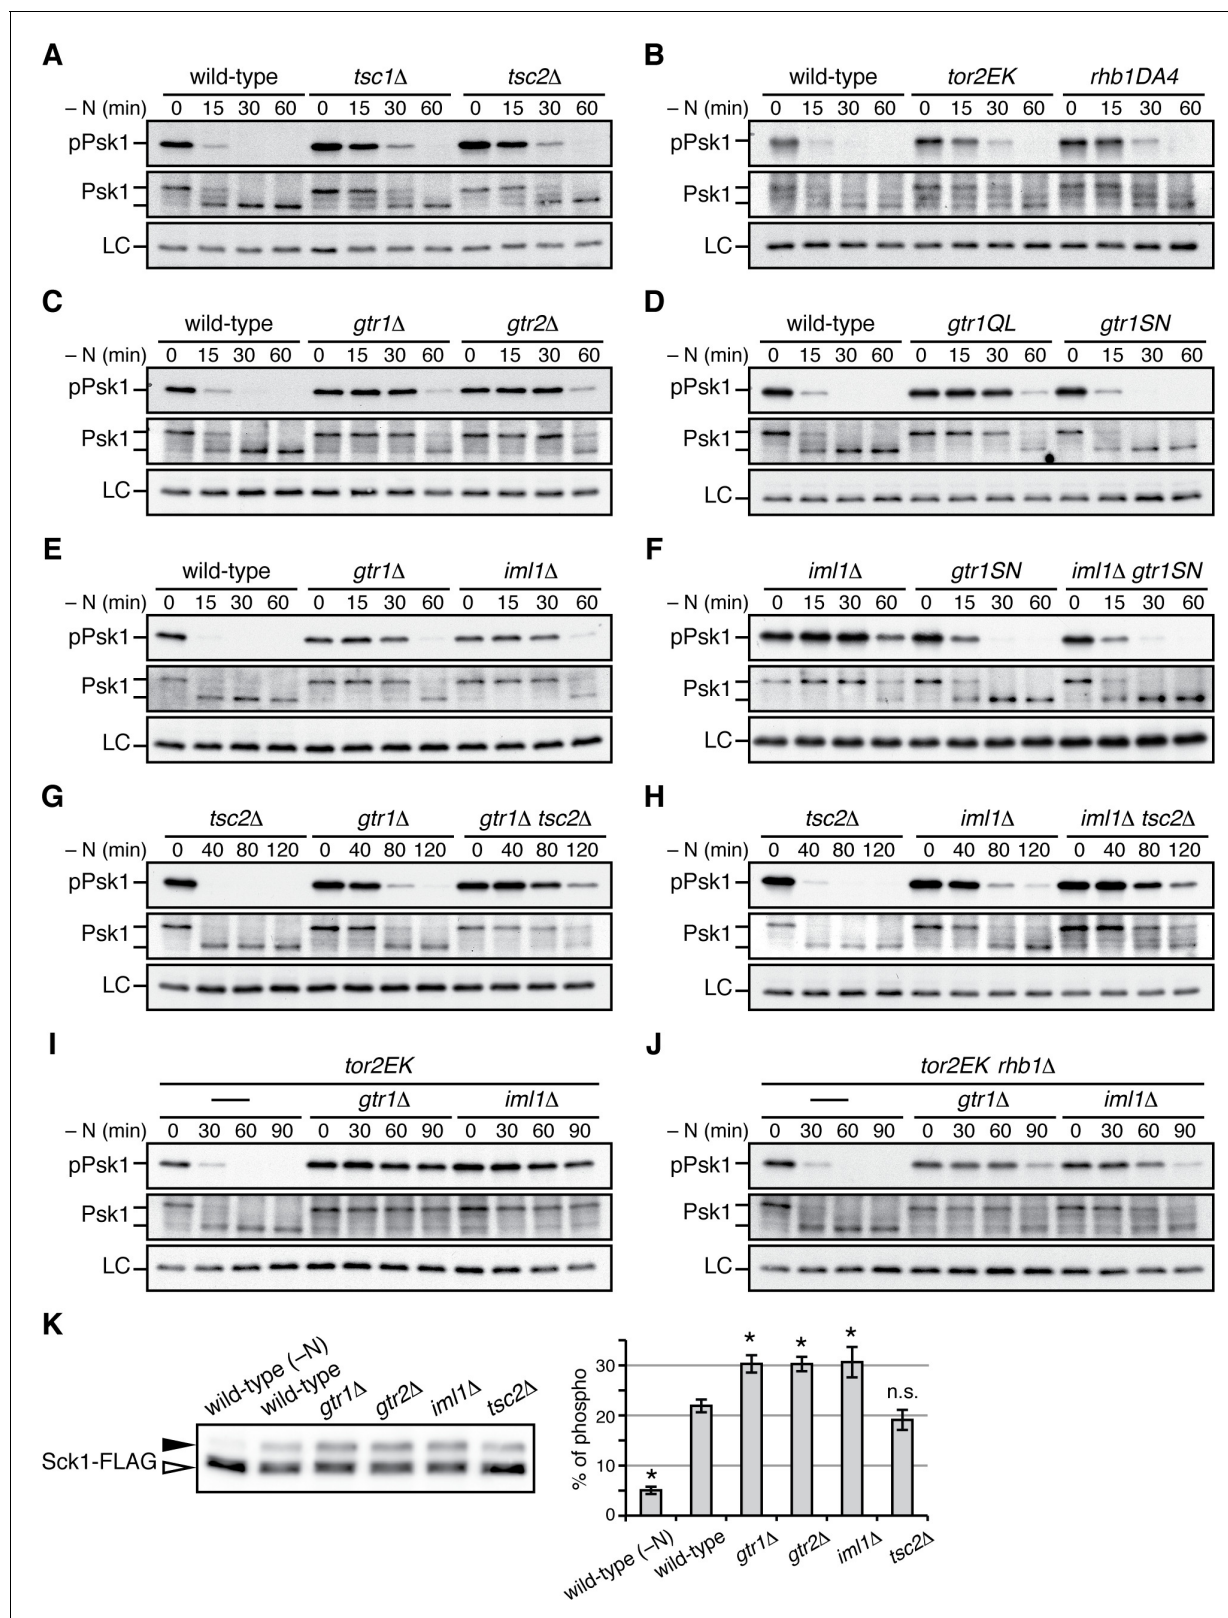 A
wild-type tsc1Δ tsc2Δ
– N (min) 0 15 30 60 0 15 30 60 0 15 30 60
pPsk1
Psk1
LC
B
wild-type tor2EK rhb1DA4
– N (min) 0 15 30 60 0 15 30 60 0 15 30 60
pPsk1
Psk1
LC
C
wild-type gtr1Δ gtr2Δ
– N (min) 0 15 30 60 0 15 30 60 0 15 30 60
pPsk1
Psk1
LC
D
wild-type gtr1QL gtr1SN
– N (min) 0 15 30 60 0 15 30 60 0 15 30 60
pPsk1
Psk1
LC
E
wild-type gtr1Δ iml1Δ
– N (min) 0 15 30 60 0 15 30 60 0 15 30 60
pPsk1
Psk1
LC
F
iml1Δ gtr1SN iml1Δ gtr1SN
– N (min) 0 15 30 60 0 15 30 60 0 15 30 60
pPsk1
Psk1
LC
G
tsc2Δ gtr1Δ gtr1Δ tsc2Δ
– N (min) 0 40 80 120 0 40 80 120 0 40 80 120
pPsk1
Psk1
LC
H
tsc2Δ iml1Δ iml1Δ tsc2Δ
– N (min) 0 40 80 120 0 40 80 120 0 40 80 120
pPsk1
Psk1
LC
I
tor2EK
— gtr1Δ iml1Δ
– N (min) 0 30 60 90 0 30 60 90 0 30 60 90
pPsk1
Psk1
LC
J
tor2EK rhb1Δ
— gtr1Δ iml1Δ
– N (min) 0 30 60 90 0 30 60 90 0 30 60 90
pPsk1
Psk1
LC
K
wild-type (–N) wild-type gtr1Δ gtr2Δ iml1Δ tsc2Δ
Sck1-FLAG
% of phospho
30
20
10
0
* * * * n.s.
wild-type (–N) wild-type gtr1Δ gtr2Δ iml1Δ tsc2Δ